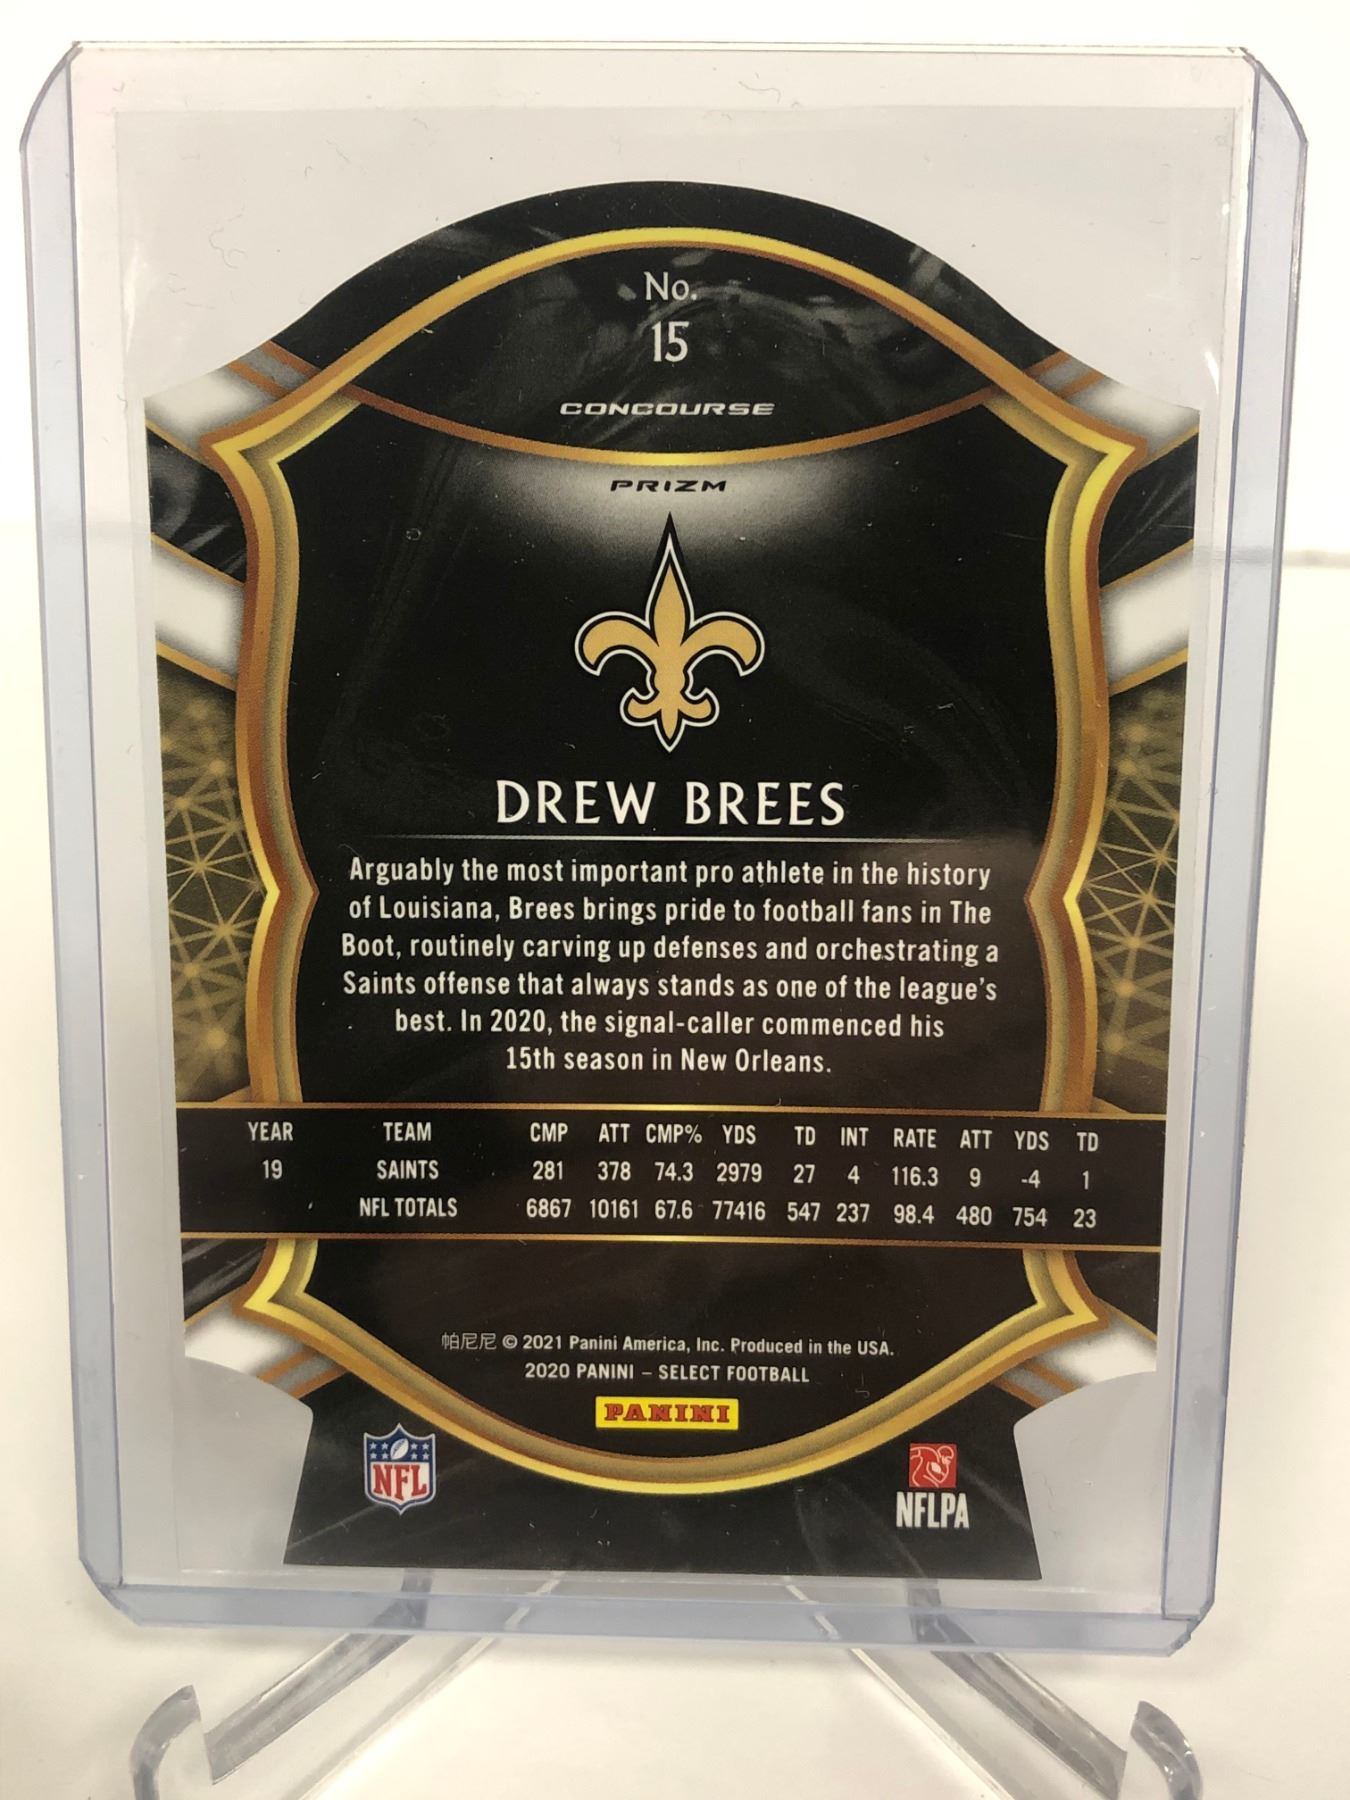 No.
15
CONCOURSE
PRIZM
DREW BREES
Arguably the most important pro athlete in the history
of Louisiana, Brees brings pride to football fans in The
Boot, routinely carving up defenses and orchestrating a
Saints offense that always stands as one of the league's
best. In 2020, the signal-caller commenced his
15th season in New Orleans.
YEAR TEAM CMP ATT CMP% YDS TD INT RATE ATT YDS TD
19 SAINTS 281 378 74.3 2979 27 4 116.3 9 -4 1
NFL TOTALS 6867 10161 67.6 77416 547 237 98.4 480 754 23
帕尼尼 © 2021 Panini America, Inc. Produced in the USA.
2020 PANINI – SELECT FOOTBALL
PANINI
NFL
NFLPA